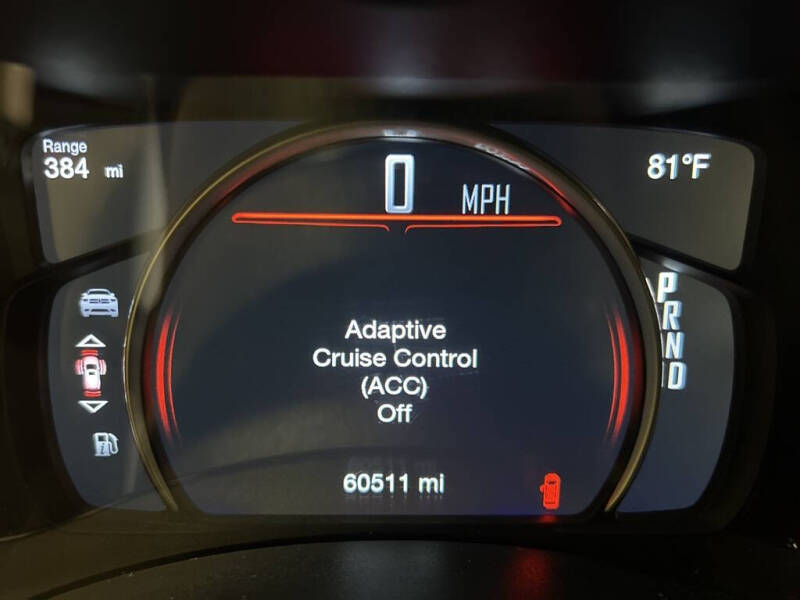 Range
384 mi
0 MPH
81°F
Adaptive
Cruise Control
(ACC)
Off
60511 mi
P
R
N
D